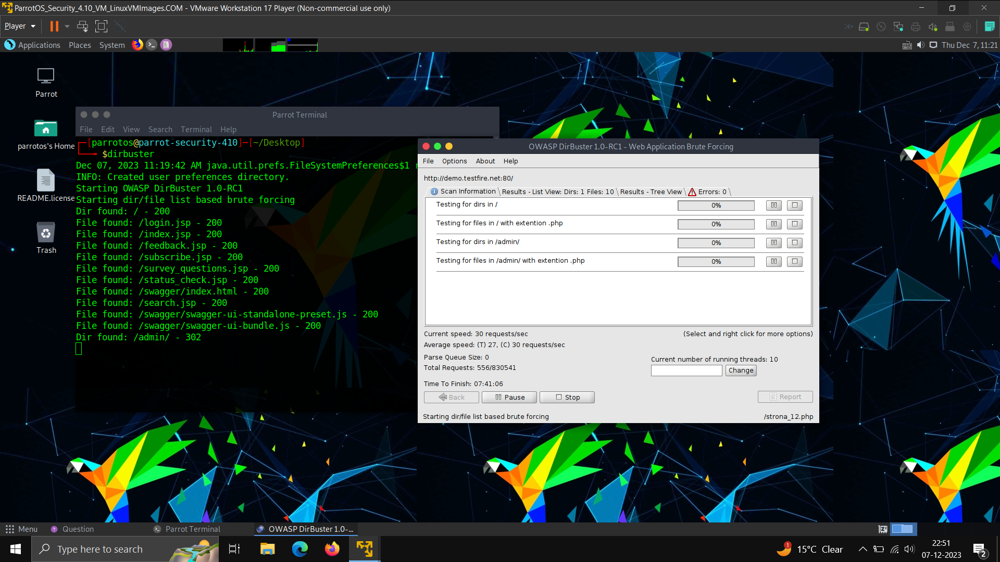 ParrotOS_Security_4.10_VM_LinuxVMImages.COM - VMware Workstation 17 Player (Non-commercial use only)
Player
Applications Places System
Thu Dec 7, 11:21
Parrot
parrotos's Home
README.license
Trash
Parrot Terminal
File Edit View Search Terminal Help
[parrotos@parrot-security-410]─[~/Desktop]
$dirbuster
Dec 07, 2023 11:19:42 AM java.util.prefs.FileSystemPreferences$1
INFO: Created user preferences directory.
Starting OWASP DirBuster 1.0-RC1
Starting dir/file list based brute forcing
Dir found: / - 200
File found: /login.jsp - 200
File found: /index.jsp - 200
File found: /feedback.jsp - 200
File found: /subscribe.jsp - 200
File found: /survey_questions.jsp - 200
File found: /status_check.jsp - 200
File found: /swagger/index.html - 200
File found: /search.jsp - 200
File found: /swagger/swagger-ui-standalone-preset.js - 200
File found: /swagger/swagger-ui-bundle.js - 200
Dir found: /admin/ - 302
OWASP DirBuster 1.0-RC1 - Web Application Brute Forcing
File Options About Help
http://demo.testfire.net:80/
Scan Information Results - List View: Dirs: 1 Files: 10 Results - Tree View Errors: 0
Testing for dirs in / 0%
Testing for files in / with extention .php 0%
Testing for dirs in /admin/ 0%
Testing for files in /admin/ with extention .php 0%
Current speed: 30 requests/sec (Select and right click for more options)
Average speed: (T) 27, (C) 30 requests/sec
Parse Queue Size: 0
Current number of running threads: 10
Total Requests: 556/830541
Change
Time To Finish: 07:41:06
Back Pause Stop Report
Starting dir/file list based brute forcing /strona_12.php
Menu Question Parrot Terminal OWASP DirBuster 1.0-...
Type here to search
1
15°C Clear
22:51
07-12-2023
2